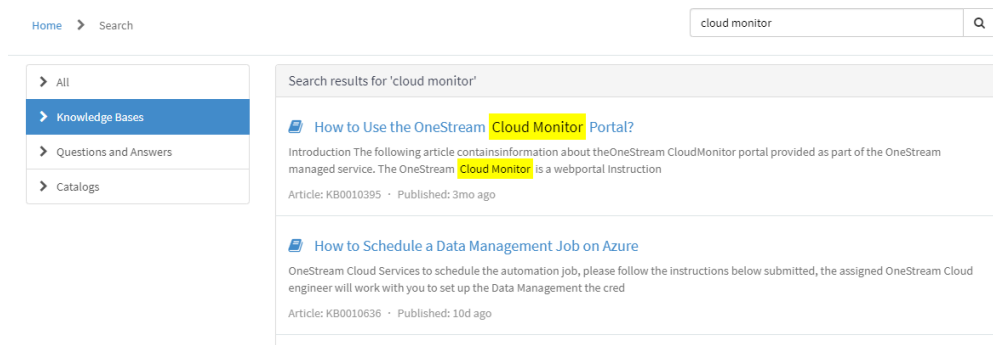 Home > Search
cloud monitor
All
Knowledge Bases
Questions and Answers
Catalogs
Search results for 'cloud monitor'
How to Use the OneStream Cloud Monitor Portal?
Introduction The following article containsinformation about theOneStream CloudMonitor portal provided as part of the OneStream
managed service. The OneStream Cloud Monitor is a webportal Instruction
Article: KB0010395 · Published: 3mo ago
How to Schedule a Data Management Job on Azure
OneStream Cloud Services to schedule the automation job, please follow the instructions below submitted, the assigned OneStream Cloud
engineer will work with you to set up the Data Management the cred
Article: KB0010636 · Published: 10d ago